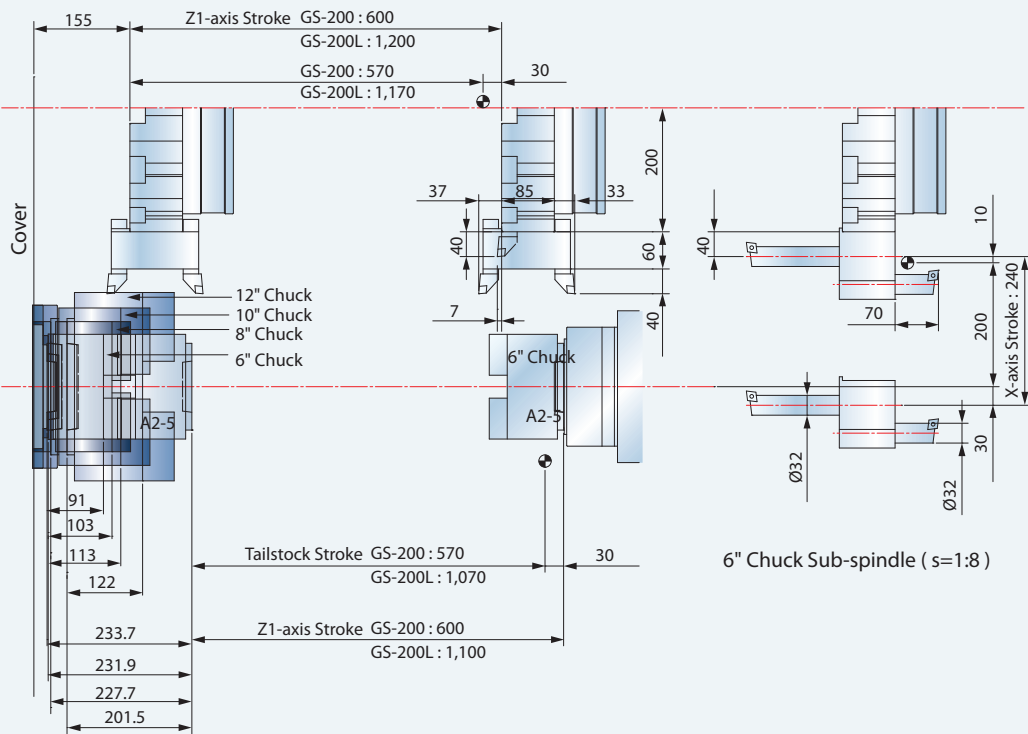 155
Z1-axis Stroke GS-200 : 600
GS-200L : 1,200
GS-200 : 570
GS-200L : 1,170
30
Cover
37
85
33
200
40
60
40
7
40
10
70
200
X-axis Stroke : 240
30
Ø32
Ø32
12" Chuck
10" Chuck
8" Chuck
6" Chuck
A2-5
6" Chuck
A2-5
91
103
113
122
Tailstock Stroke GS-200 : 570
GS-200L : 1,070
30
6" Chuck Sub-spindle ( s=1:8 )
233.7
Z1-axis Stroke GS-200 : 600
GS-200L : 1,100
231.9
227.7
201.5